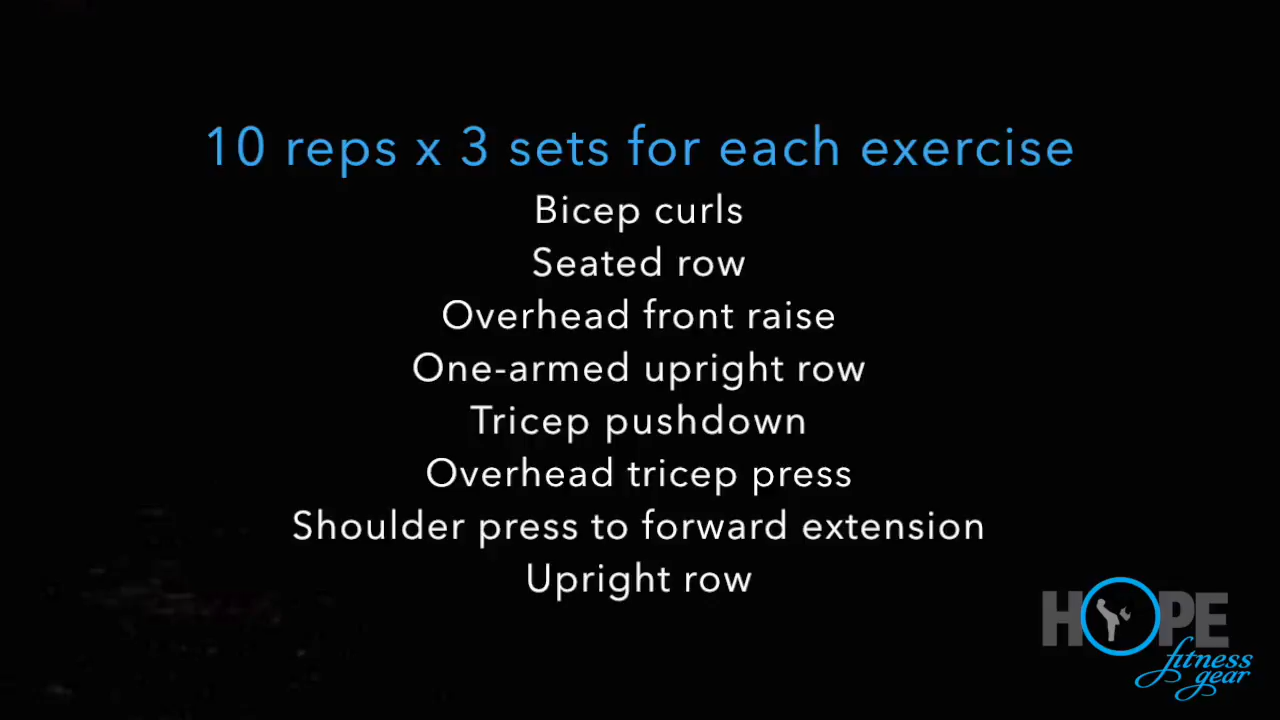 10 reps x 3 sets for each exercise
Bicep curls
Seated row
Overhead front raise
One-armed upright row
Tricep pushdown
Overhead tricep press
Shoulder press to forward extension
Upright row
HOPE
fitness
gear